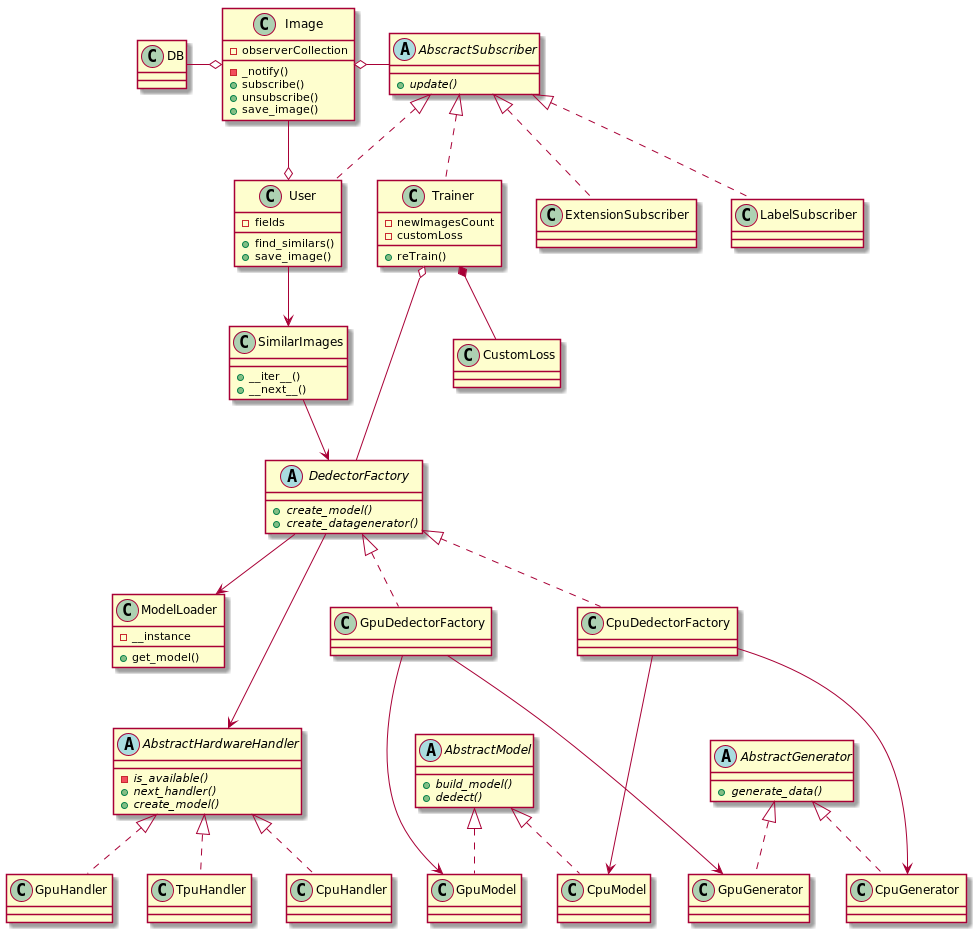 C Image
observerCollection
_notify()
subscribe()
unsubscribe()
save_image()
C DB
A AbscractSubscriber
update()
C User
fields
find_similars()
save_image()
C Trainer
newImagesCount
customLoss
reTrain()
C ExtensionSubscriber
C LabelSubscriber
C SimilarImages
__iter__()
__next__()
C CustomLoss
A DedectorFactory
create_model()
create_datagenerator()
C ModelLoader
__instance
get_model()
C GpuDedectorFactory
C CpuDedectorFactory
A AbstractHardwareHandler
is_available()
next_handler()
create_model()
A AbstractModel
build_model()
dedect()
A AbstractGenerator
generate_data()
C GpuHandler
C TpuHandler
C CpuHandler
C GpuModel
C CpuModel
C GpuGenerator
C CpuGenerator